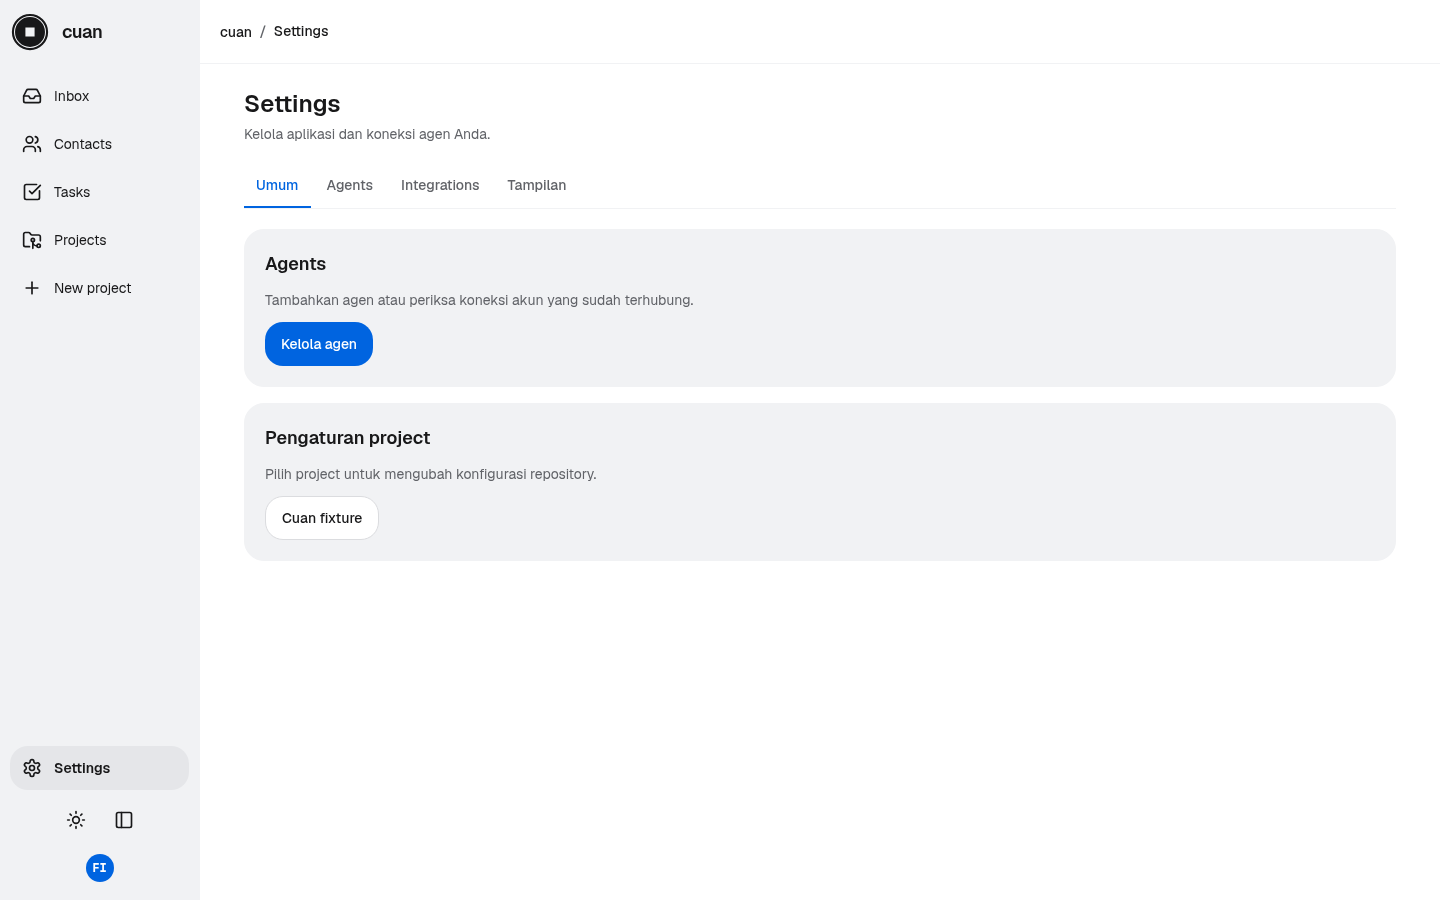 cuan
Inbox
Contacts
Tasks
Projects
New project
Settings
FI
cuan / Settings
Settings
Kelola aplikasi dan koneksi agen Anda.
Umum Agents Integrations Tampilan
Agents
Tambahkan agen atau periksa koneksi akun yang sudah terhubung.
Kelola agen
Pengaturan project
Pilih project untuk mengubah konfigurasi repository.
Cuan fixture